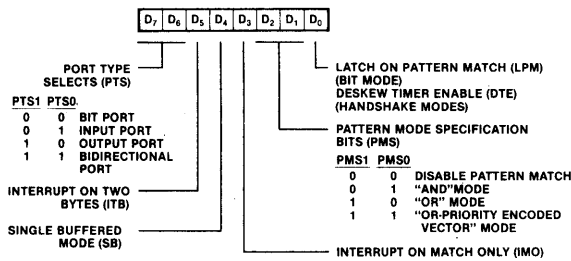 D7 D6 D5 D4 D3 D2 D1 D0
PORT TYPE
SELECTS (PTS)
PTS1 PTS0
0 0 BIT PORT
0 1 INPUT PORT
1 0 OUTPUT PORT
1 1 BIDIRECTIONAL
PORT
INTERRUPT ON TWO
BYTES (ITB)
SINGLE BUFFERED
MODE (SB)
LATCH ON PATTERN MATCH (LPM)
(BIT MODE)
DESKEW TIMER ENABLE (DTE)
(HANDSHAKE MODES)
PATTERN MODE SPECIFICATION
BITS (PMS)
PMS1 PMS0
0 0 DISABLE PATTERN MATCH
0 1 "AND"MODE
1 0 "OR" MODE
1 1 "OR-PRIORITY ENCODED
VECTOR" MODE
INTERRUPT ON MATCH ONLY (IMO)